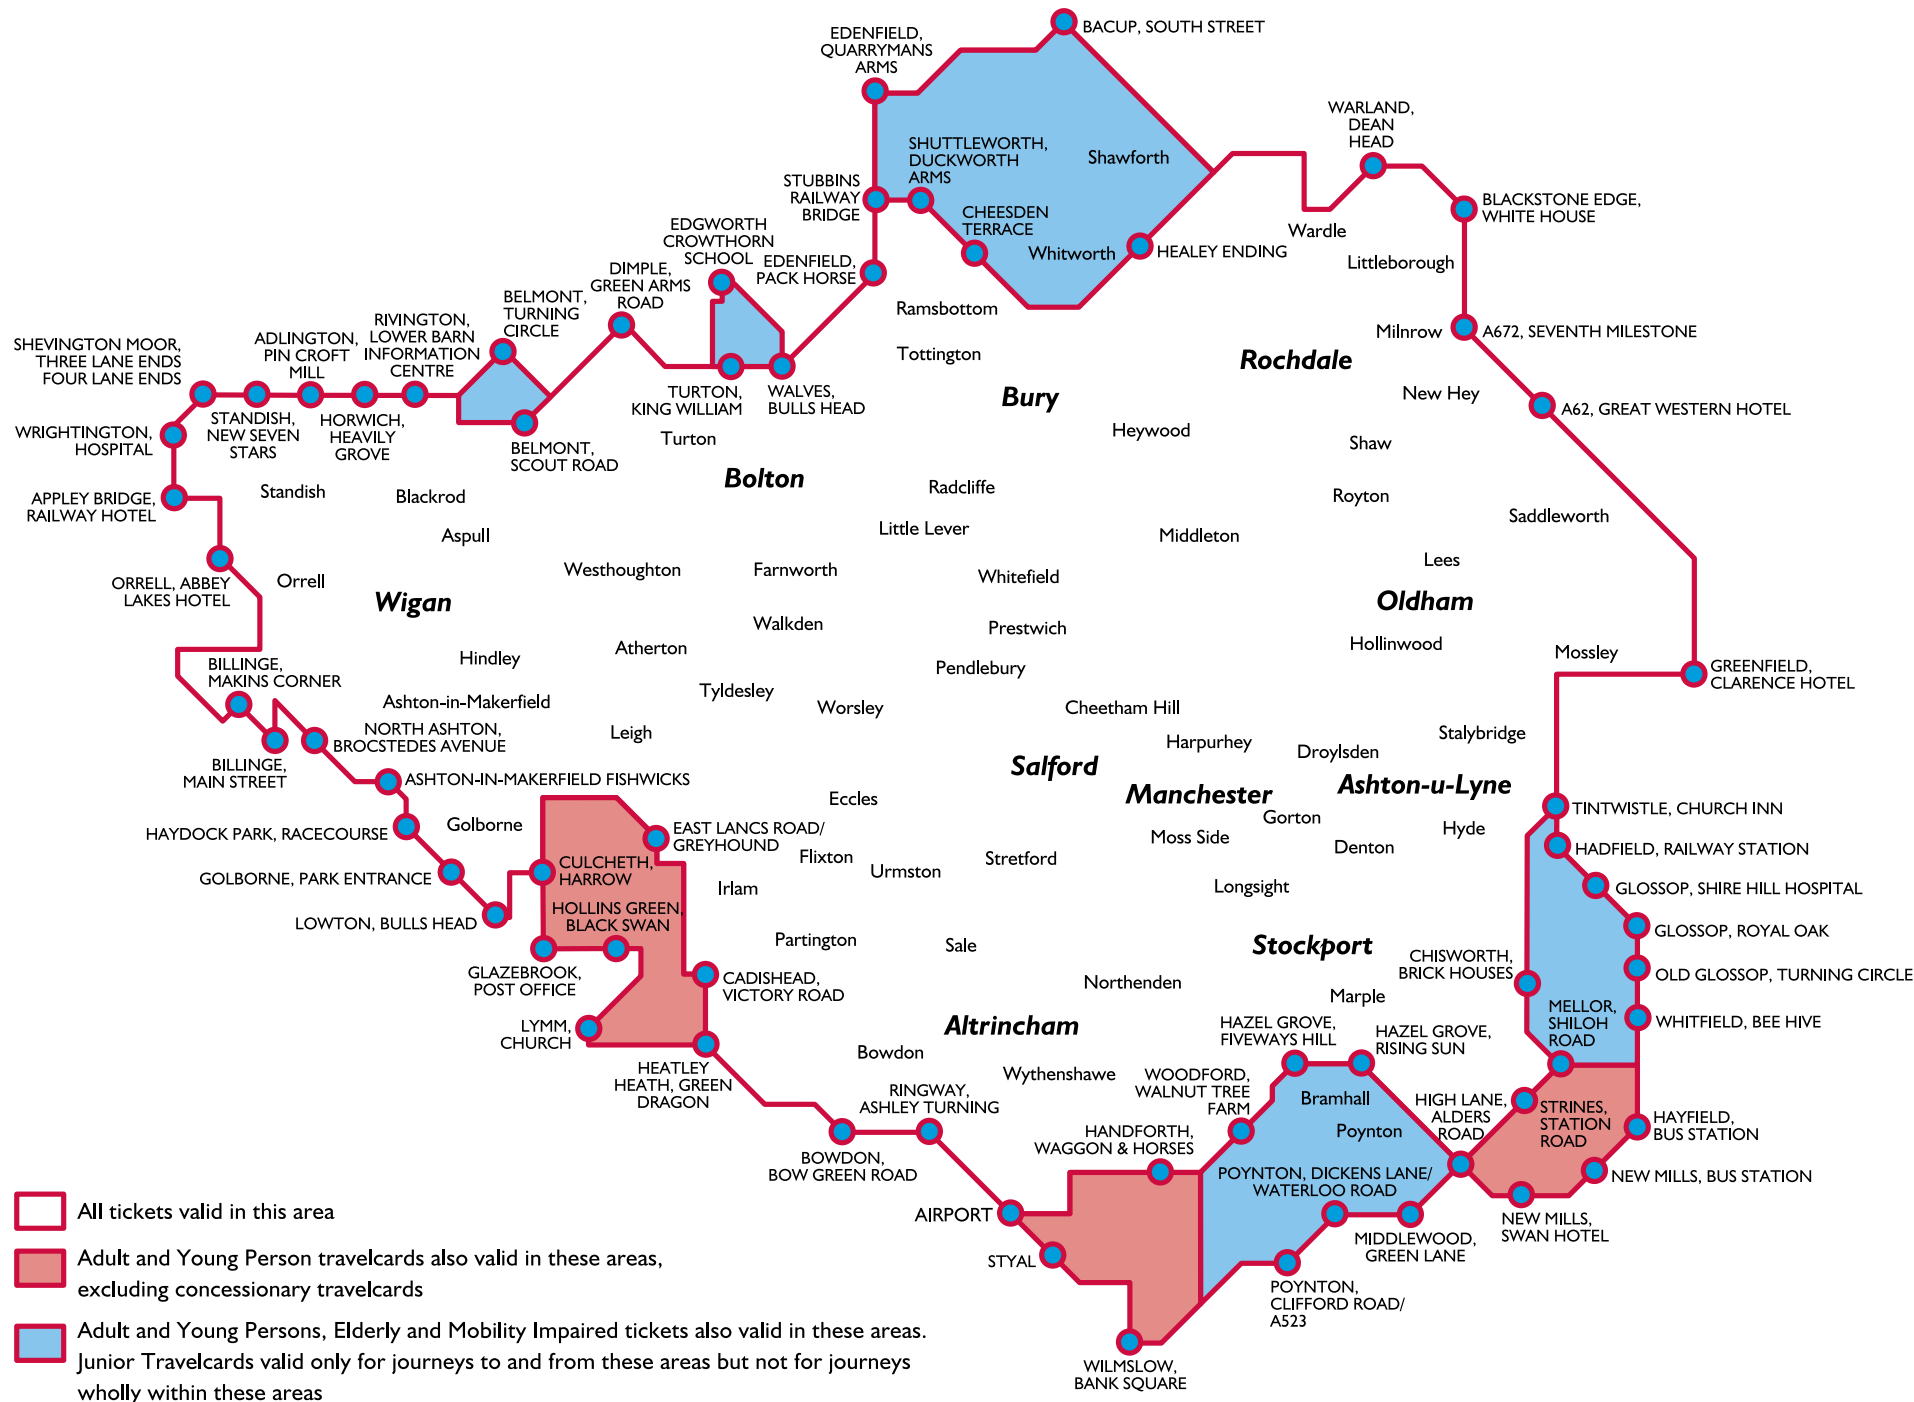 BACUP, SOUTH STREET
EDENFIELD,
QUARRYMANS
ARMS
WARLAND,
DEAN
HEAD
SHUTTLEWORTH,
DUCKWORTH
ARMS
Shawforth
STUBBINS
RAILWAY
BRIDGE
BLACKSTONE EDGE,
WHITE HOUSE
CHEESDEN
TERRACE
Whitworth
HEALEY ENDING
Wardle
Littleborough
EDGWORTH
CROWTHORN
SCHOOL
EDENFIELD,
PACK HORSE
DIMPLE,
GREEN ARMS
ROAD
BELMONT,
TURNING
CIRCLE
Ramsbottom
Milnrow
A672, SEVENTH MILESTONE
RIVINGTON,
LOWER BARN
INFORMATION
CENTRE
ADLINGTON,
PIN CROFT
MILL
SHEVINGTON MOOR,
THREE LANE ENDS
FOUR LANE ENDS
Tottington
Rochdale
TURTON,
KING WILLIAM
WALVES,
BULLS HEAD
Bury
New Hey
A62, GREAT WESTERN HOTEL
WRIGHTINGTON,
HOSPITAL
STANDISH,
NEW SEVEN
STARS
HORWICH,
HEAVILY
GROVE
BELMONT,
SCOUT ROAD
Turton
Heywood
Shaw
Bolton
APPLEY BRIDGE,
RAILWAY HOTEL
Standish
Blackrod
Radcliffe
Royton
Saddleworth
Aspull
Little Lever
Middleton
Lees
ORRELL, ABBEY
LAKES HOTEL
Orrell
Westhoughton
Farnworth
Whitefield
Wigan
Oldham
Walkden
Prestwich
Hollinwood
Mossley
Hindley
Atherton
Pendlebury
GREENFIELD,
CLARENCE HOTEL
BILLINGE,
MAKINS CORNER
Ashton-in-Makerfield
Tyldesley
Worsley
Cheetham Hill
NORTH ASHTON,
BROCSTEDES AVENUE
Leigh
Harpurhey
Droylsden
Stalybridge
BILLINGE,
MAIN STREET
ASHTON-IN-MAKERFIELD FISHWICKS
Salford
Manchester
Ashton-u-Lyne
Eccles
TINTWISTLE, CHURCH INN
HAYDOCK PARK, RACECOURSE
Golborne
EAST LANCS ROAD/
GREYHOUND
Gorton
Moss Side
Hyde
Denton
HADFIELD, RAILWAY STATION
Flixton
Stretford
CULCHETH,
HARROW
Urmston
GOLBORNE, PARK ENTRANCE
Irlam
Longsight
GLOSSOP, SHIRE HILL HOSPITAL
LOWTON, BULLS HEAD
HOLLINS GREEN,
BLACK SWAN
Partington
Sale
Stockport
GLOSSOP, ROYAL OAK
CHISWORTH,
BRICK HOUSES
GLAZEBROOK,
POST OFFICE
CADISHEAD,
VICTORY ROAD
Northenden
OLD GLOSSOP, TURNING CIRCLE
Marple
LYMM,
CHURCH
Altrincham
HAZEL GROVE,
FIVEWAYS HILL
HAZEL GROVE,
RISING SUN
MELLOR,
SHILOH
ROAD
WHITFIELD, BEE HIVE
Bowdon
HEATLEY
HEATH, GREEN
DRAGON
RINGWAY,
ASHLEY TURNING
Wythenshawe
WOODFORD,
WALNUT TREE
FARM
Bramhall
HIGH LANE,
ALDERS
ROAD
STRINES,
STATION
ROAD
HAYFIELD,
BUS STATION
Poynton
HANDFORTH,
WAGGON & HORSES
BOWDON,
BOW GREEN ROAD
POYNTON, DICKENS LANE/
WATERLOO ROAD
NEW MILLS, BUS STATION
AIRPORT
NEW MILLS,
SWAN HOTEL
MIDDLEWOOD,
GREEN LANE
STYAL
POYNTON,
CLIFFORD ROAD/
A523
WILMSLOW,
BANK SQUARE
All tickets valid in this area
Adult and Young Person travelcards also valid in these areas,
excluding concessionary travelcards
Adult and Young Persons, Elderly and Mobility Impaired tickets also valid in these areas.
Junior Travelcards valid only for journeys to and from these areas but not for journeys
wholly within these areas